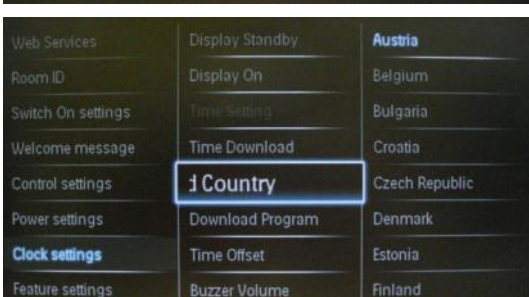 Web Services
Room ID
Switch On settings
Welcome message
Control settings
Power settings
Clock settings
Feature settings
Display Standby
Display On
Time Setting
Time Download
d Country
Download Program
Time Offset
Buzzer Volume
Austria
Belgium
Bulgaria
Croatia
Czech Republic
Denmark
Estonia
Finland